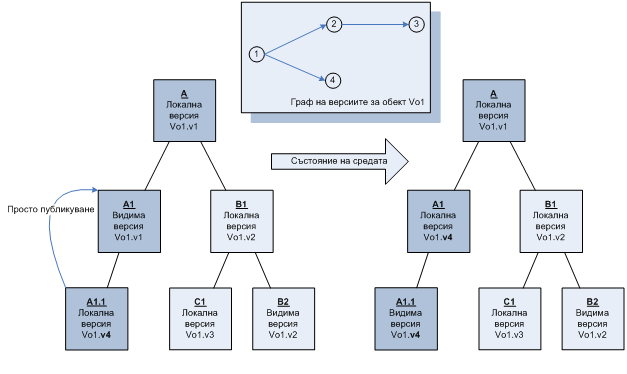 1
2
3
4
Граф на версиите за обект Vo1
A
Локална
версия
Vo1.v1
Състояние на средата
A
Локална
версия
Vo1.v1
Просто публикуване
A1
Видима
версия
Vo1.v1
B1
Локална
версия
Vo1.v2
A1
Локална
версия
Vo1.v4
B1
Локална
версия
Vo1.v2
A1.1
Локална
версия
Vo1.v4
C1
Локална
версия
Vo1.v3
B2
Видима
версия
Vo1.v2
A1.1
Видима
версия
Vo1.v4
C1
Локална
версия
Vo1.v3
B2
Видима
версия
Vo1.v2